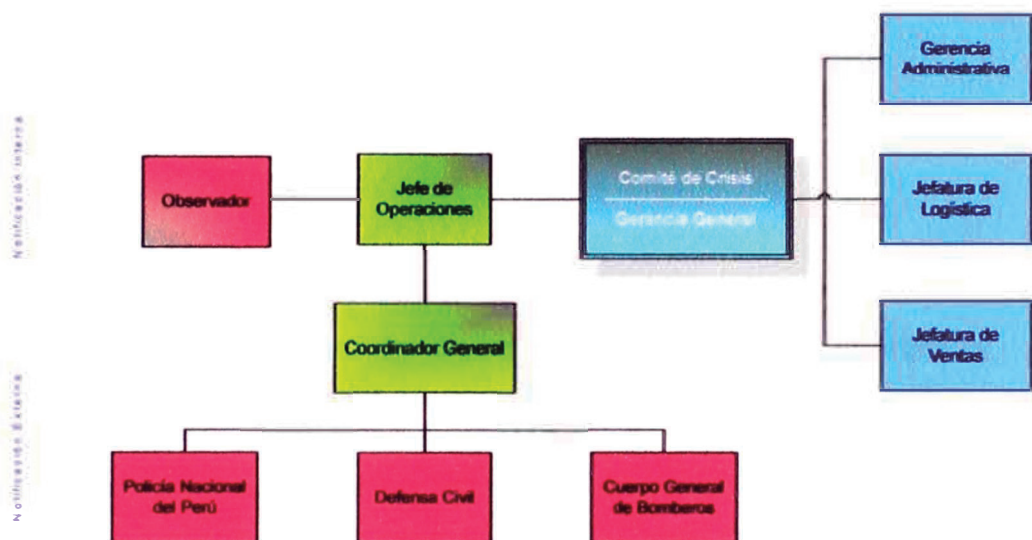 Gerencia
Administrativa
Notificación Interna
Observador
Jefe de
Operaciones
Comité de Crisis
Gerencia General
Jefatura de
Logística
Coordinador General
Jefatura de
Ventas
Notificación Externa
Policía Nacional
del Perú
Defensa Civil
Cuerpo General
de Bomberos